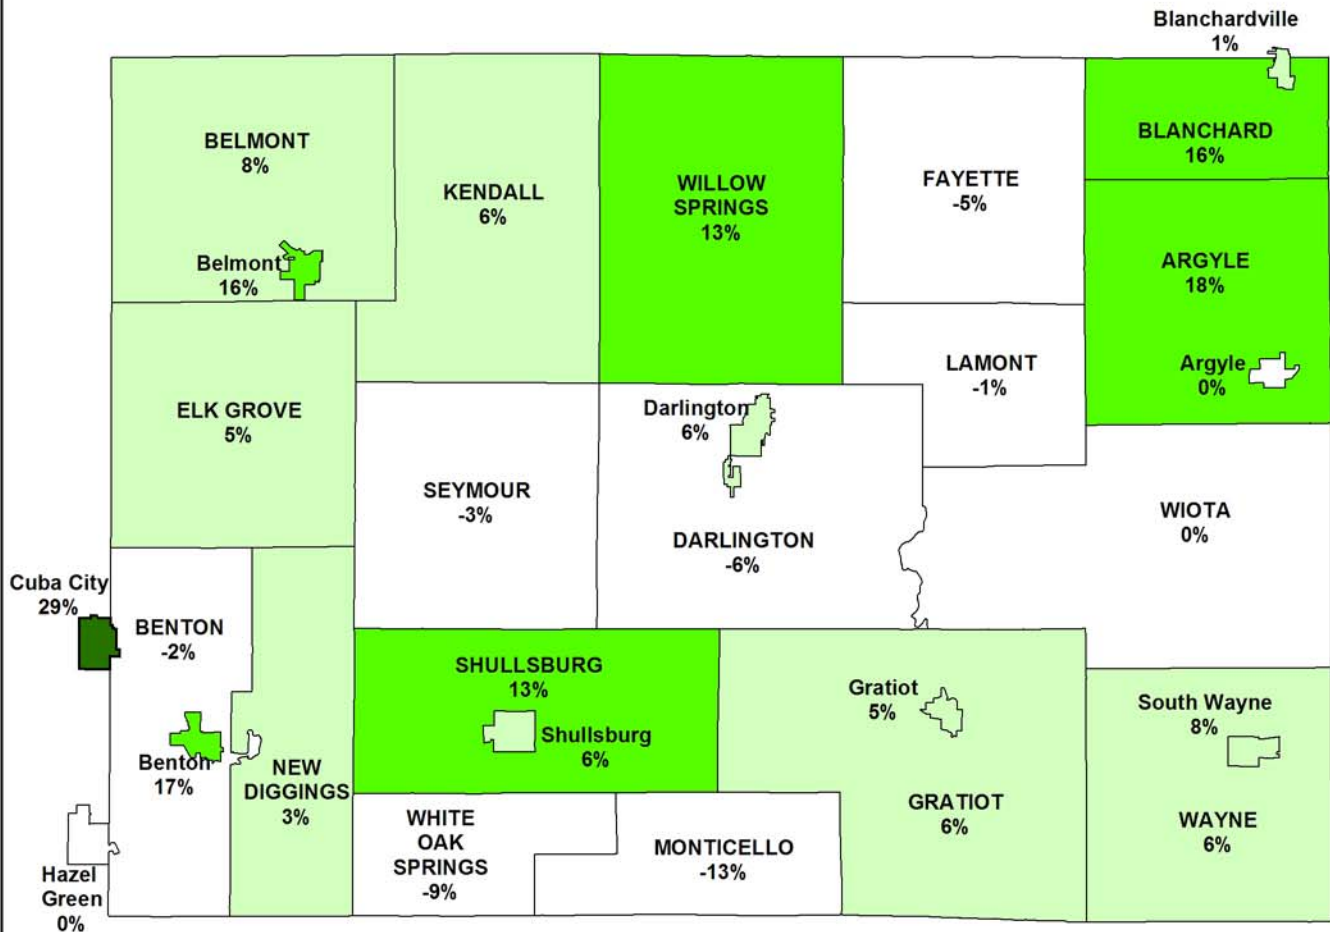 Blanchardville
1%
BELMONT
8%
KENDALL
6%
WILLOW
SPRINGS
13%
FAYETTE
-5%
BLANCHARD
16%
Belmont
16%
ARGYLE
18%
Argyle
0%
LAMONT
-1%
ELK GROVE
5%
Darlington
6%
SEYMOUR
-3%
DARLINGTON
-6%
WIOTA
0%
Cuba City
29%
BENTON
-2%
SHULLSBURG
13%
Shullsburg
6%
Gratiot
5%
South Wayne
8%
Benton
17%
NEW
DIGGINGS
3%
WHITE
OAK
SPRINGS
-9%
MONTICELLO
-13%
GRATIOT
6%
WAYNE
6%
Hazel
Green
0%